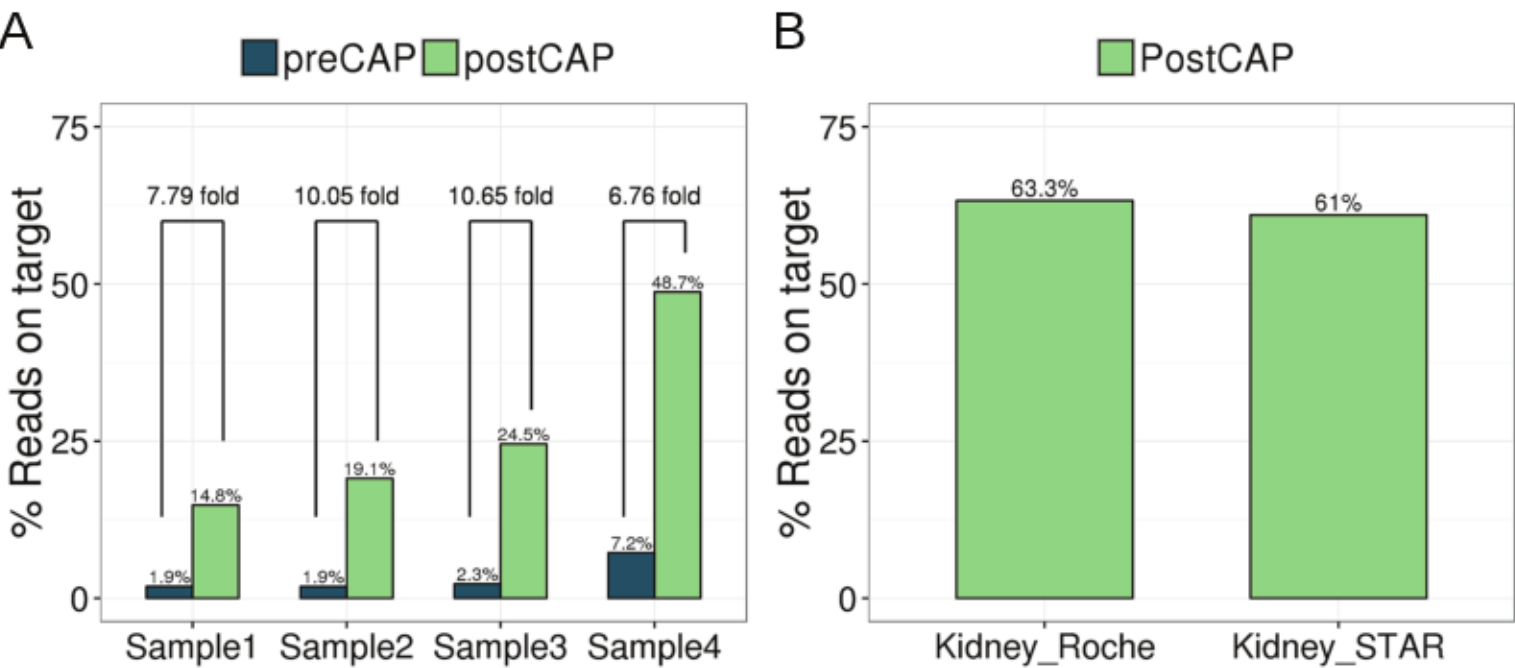 A
preCAP postCAP
% Reads on target
75
50
25
0
7.79 fold 10.05 fold 10.65 fold 6.76 fold
1.9% 14.8% 1.9% 19.1% 2.3% 24.5% 7.2% 48.7%
Sample1 Sample2 Sample3 Sample4
B
PostCAP
% Reads on target
75
50
25
0
63.3% 61%
Kidney_Roche Kidney_STAR